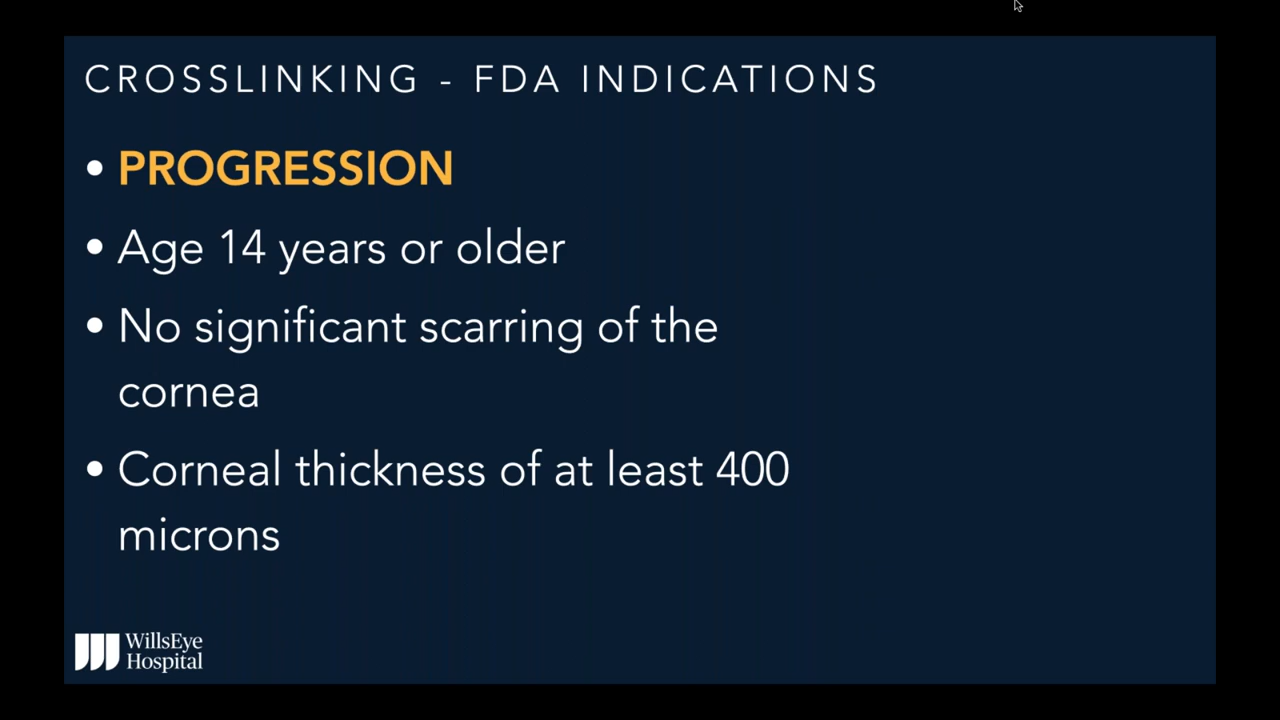 CROSSLINKING - FDA INDICATIONS
• PROGRESSION
• Age 14 years or older
• No significant scarring of the
cornea
• Corneal thickness of at least 400
microns
WillsEye
Hospital